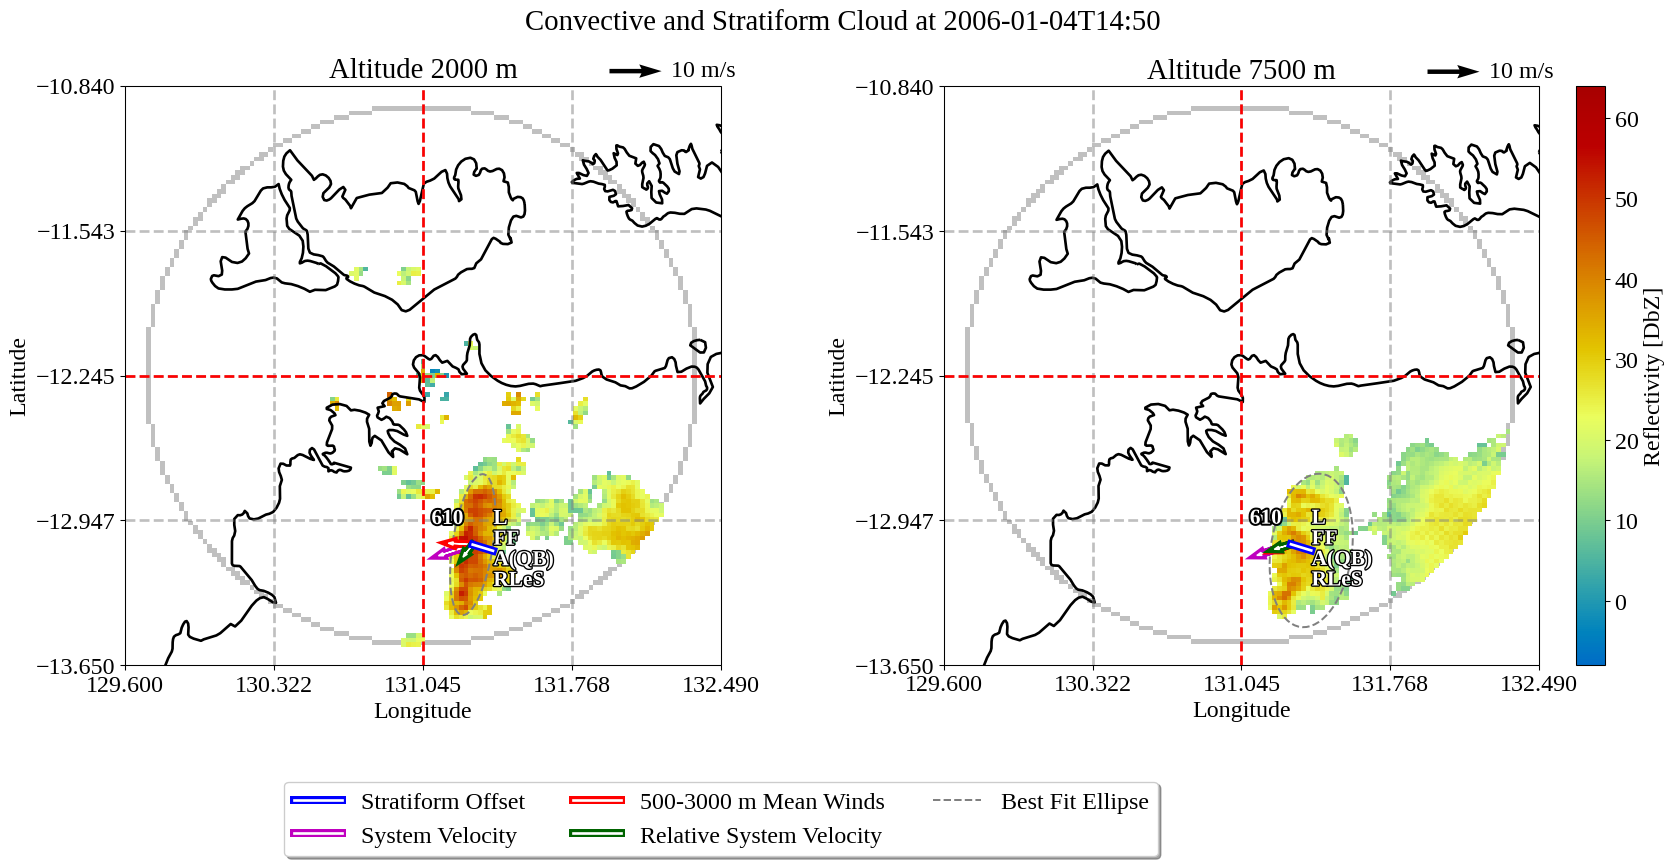 Convective and Stratiform Cloud at 2006-01-04T14:50
Altitude 2000 m
10 m/s
Altitude 7500 m
10 m/s
−10.840
−11.543
−12.245
−12.947
−13.650
129.600
130.322
131.045
131.768
132.490
Latitude
Longitude
610
L
FF
A(QB)
RLeS
−10.840
−11.543
−12.245
−12.947
−13.650
129.600
130.322
131.045
131.768
132.490
Latitude
Longitude
610
L
FF
A(QB)
RLeS
60
50
40
30
20
10
0
Reflectivity [DbZ]
Stratiform Offset
System Velocity
500-3000 m Mean Winds
Relative System Velocity
Best Fit Ellipse